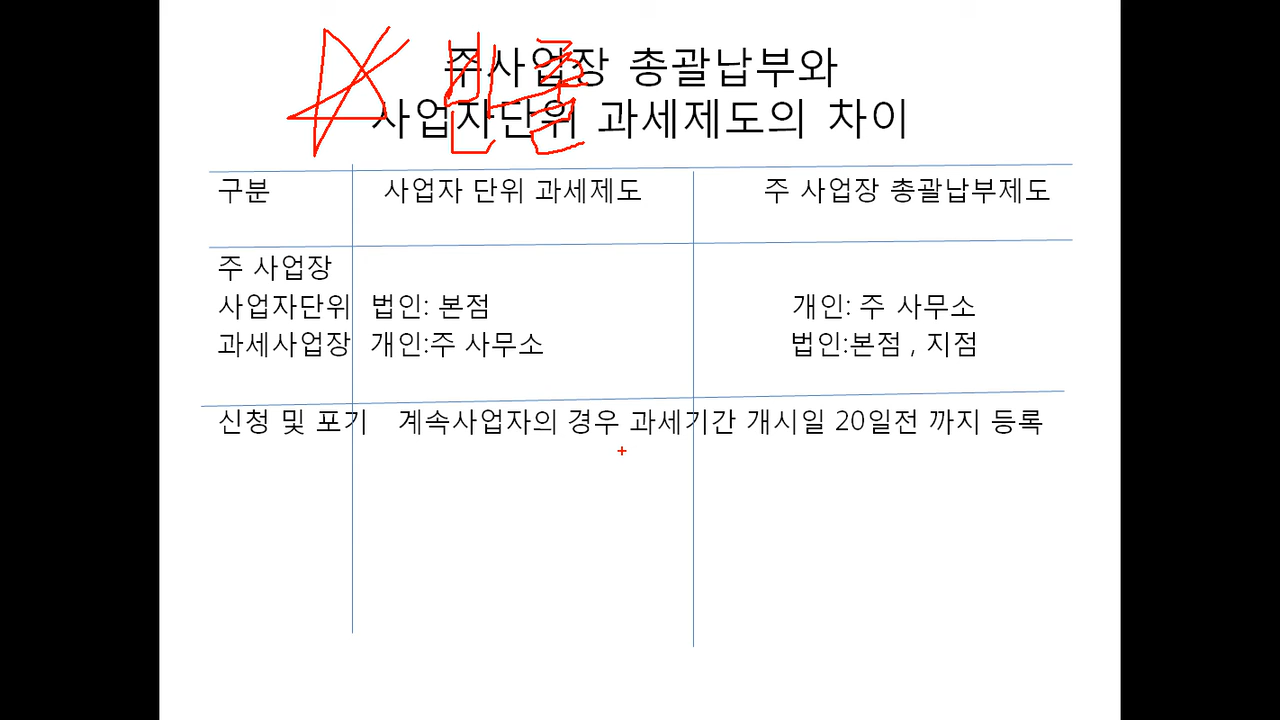 주사업장 총괄납부와
사업자단위 과세제도의 차이
구분 사업자 단위 과세제도 주 사업장 총괄납부제도
주 사업장
사업자단위 법인: 본점 개인: 주 사무소
과세사업장 개인:주 사무소 법인:본점 , 지점
신청 및 포기 계속사업자의 경우 과세기간 개시일 20일전 까지 등록